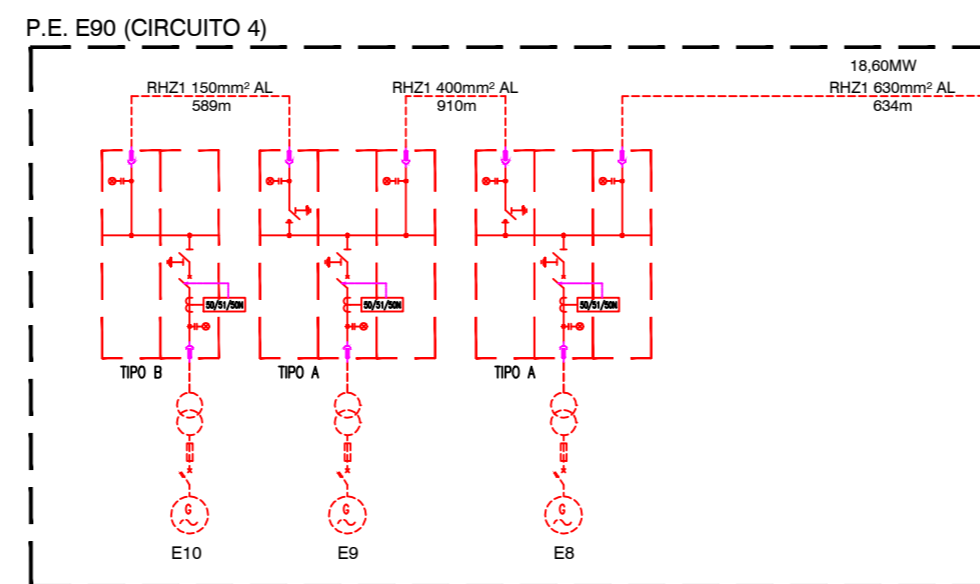 P.E. E90 (CIRCUITO 4)
18,60MW
RHZ1 150mm² AL
589m
RHZ1 400mm² AL
910m
RHZ1 630mm² AL
634m
50/51/50N
50/51/50N
50/51/50N
TIPO B
TIPO A
TIPO A
G
G
G
E10
E9
E8